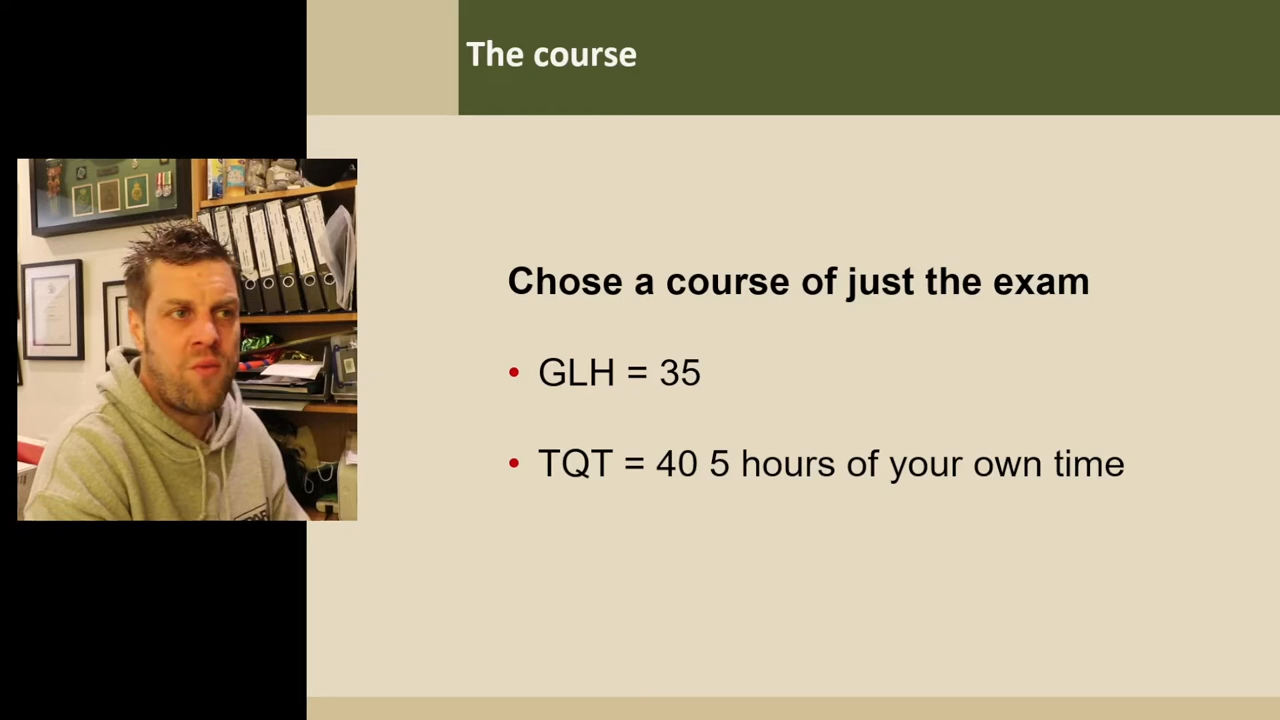 The course
Chose a course of just the exam
• GLH = 35
• TQT = 40 5 hours of your own time